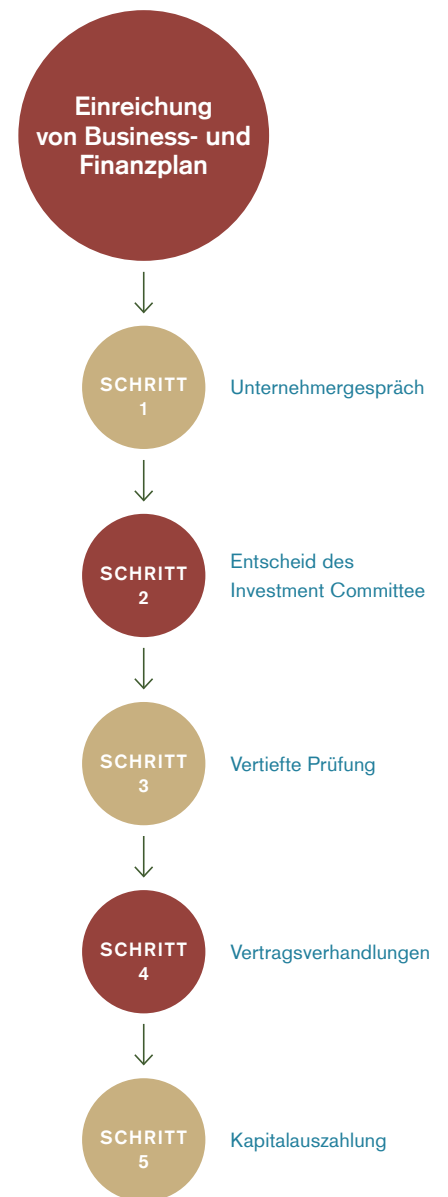 Einreichung
von Business- und
Finanzplan
SCHRITT
1
Unternehmergespräch
SCHRITT
2
Entscheid des
Investment Committee
SCHRITT
3
Vertiefte Prüfung
SCHRITT
4
Vertragsverhandlungen
SCHRITT
5
Kapitalauszahlung